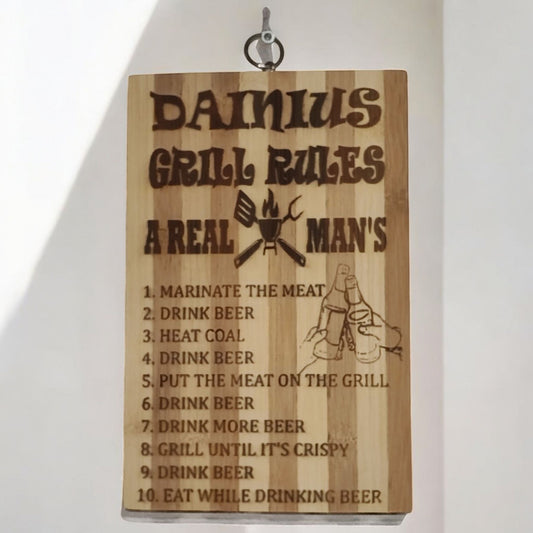 DAINIUS
GRILL RULES
A REAL MAN'S
1. MARINATE THE MEAT
2. DRINK BEER
3. HEAT COAL
4. DRINK BEER
5. PUT THE MEAT ON THE GRILL
6. DRINK BEER
7. DRINK MORE BEER
8. GRILL UNTIL IT'S CRISPY
9. DRINK BEER
10. EAT WHILE DRINKING BEER